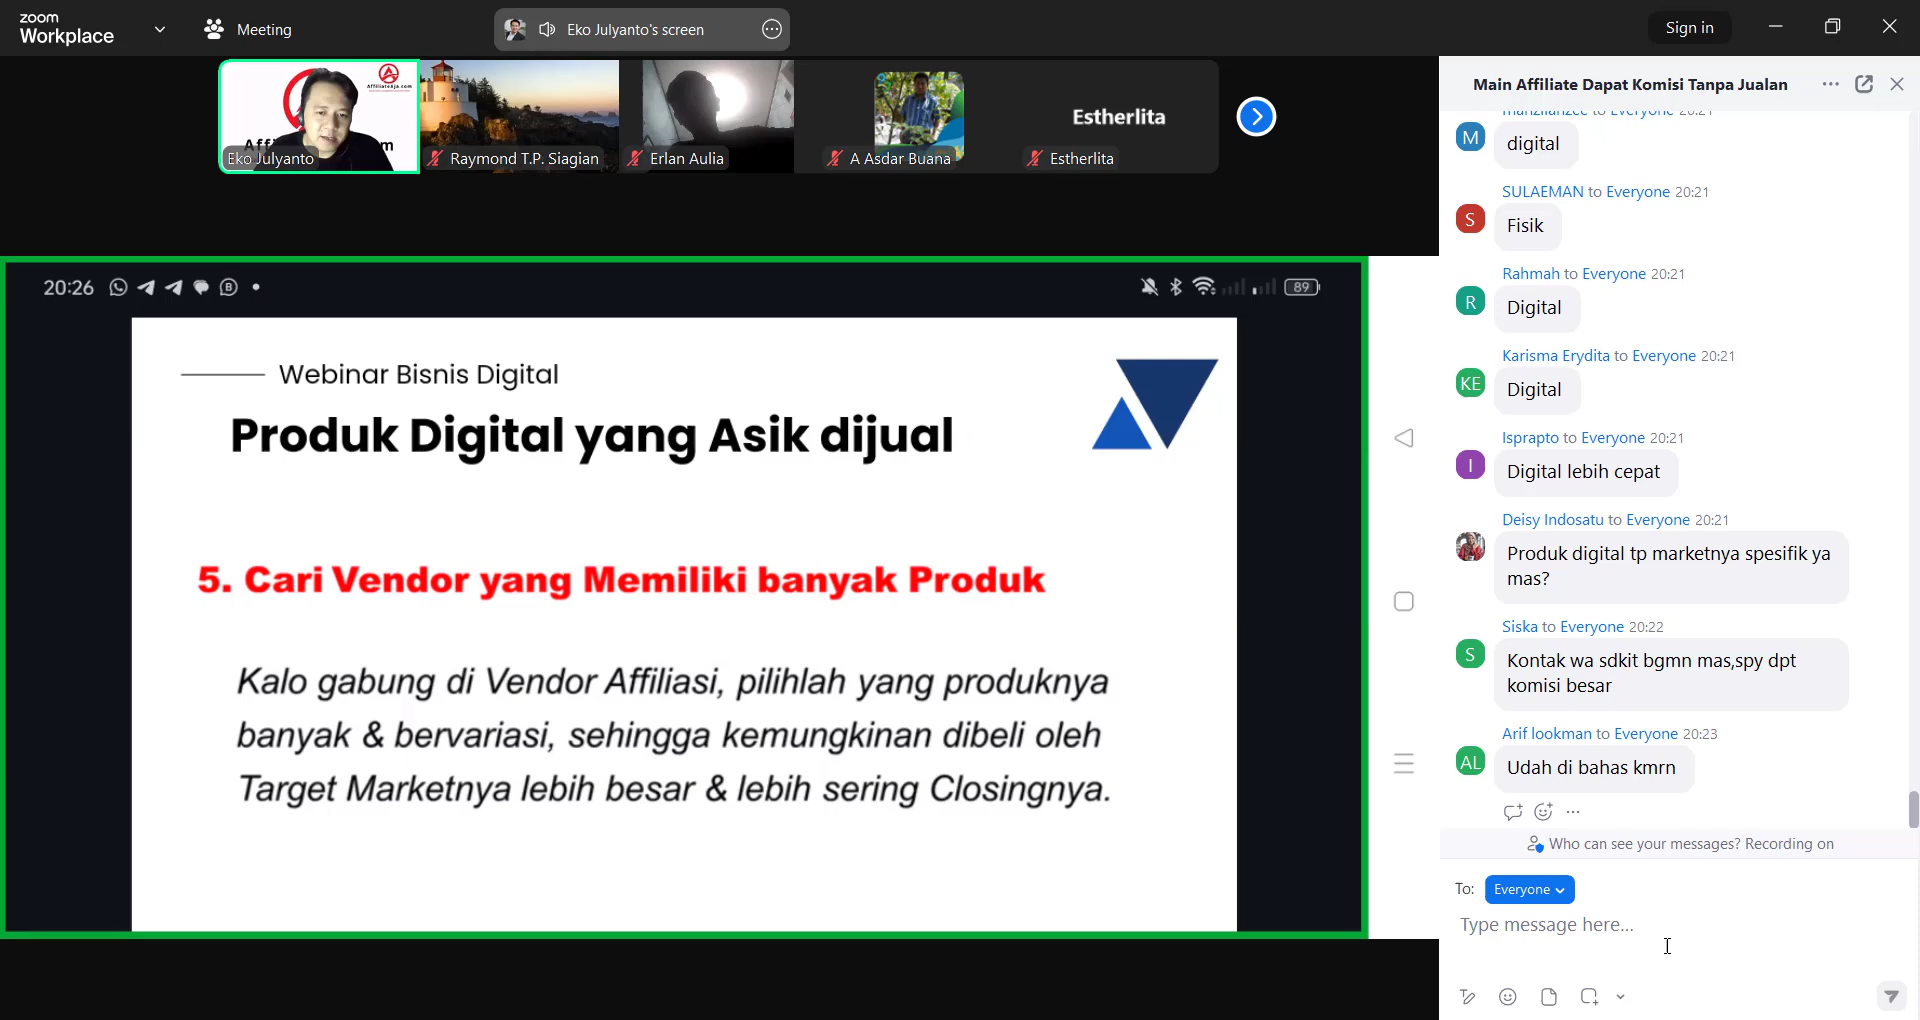 zoom
Workplace
Meeting
Eko Julyanto's screen
Sign in
AffiliateAja.com
Eko Julyanto
Raymond T.P. Siagian
Erlan Aulia
A Asdar Buana
Estherlita
Estherlita
20:26
89
Webinar Bisnis Digital
Produk Digital yang Asik dijual
5. Cari Vendor yang Memiliki banyak Produk
Kalo gabung di Vendor Affiliasi, pilihlah yang produknya
banyak & bervariasi, sehingga kemungkinan dibeli oleh
Target Marketnya lebih besar & lebih sering Closingnya.
Main Affiliate Dapat Komisi Tanpa Jualan
M
digital
SULAEMAN to Everyone 20:21
S
Fisik
Rahmah to Everyone 20:21
R
Digital
Karisma Erydita to Everyone 20:21
KE
Digital
Isprapto to Everyone 20:21
I
Digital lebih cepat
Deisy Indosatu to Everyone 20:21
Produk digital tp marketnya spesifik ya
mas?
Siska to Everyone 20:22
S
Kontak wa sdkit bgmn mas,spy dpt
komisi besar
Arif lookman to Everyone 20:23
AL
Udah di bahas kmrn
Who can see your messages? Recording on
To: Everyone
Type message here...